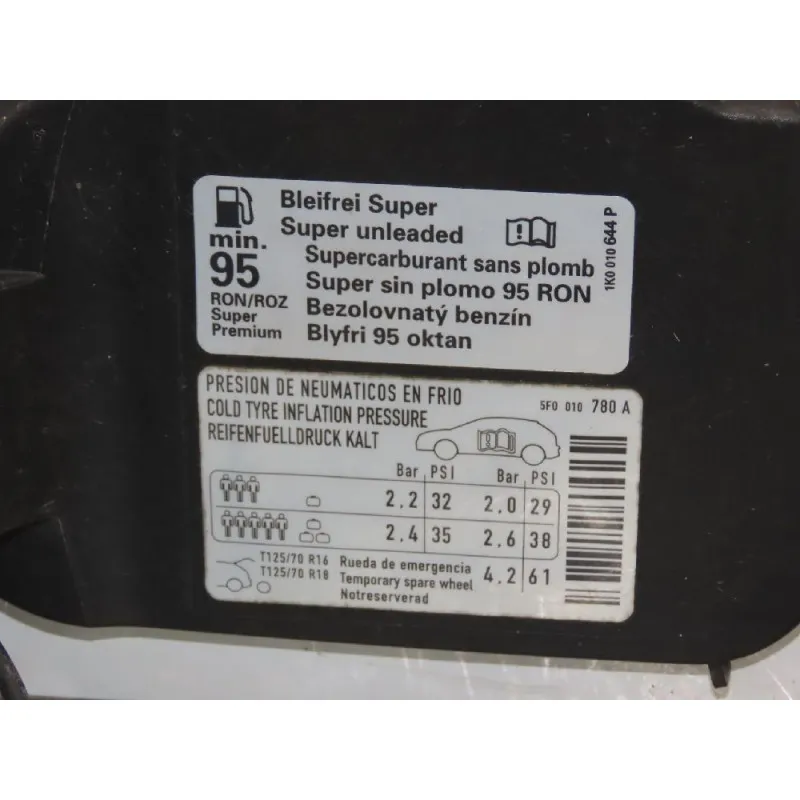 Bleifrei Super
Super unleaded
Supercarburant sans plomb
Super sin plomo 95 RON
Bezolovnatý benzín
Blyfri 95 oktan
min.
95
RON/ROZ
Super
Premium
1K0 010 644 P
PRESION DE NEUMATICOS EN FRIO
COLD TYRE INFLATION PRESSURE
REIFENFUELLDRUCK KALT
5F0 010 780 A
Bar PSI Bar PSI
2.2 32 2.0 29
2.4 35 2.6 38
T125/70 R16 Rueda de emergencia
T125/70 R18 Temporary spare wheel 4.2 61
Notreserverad